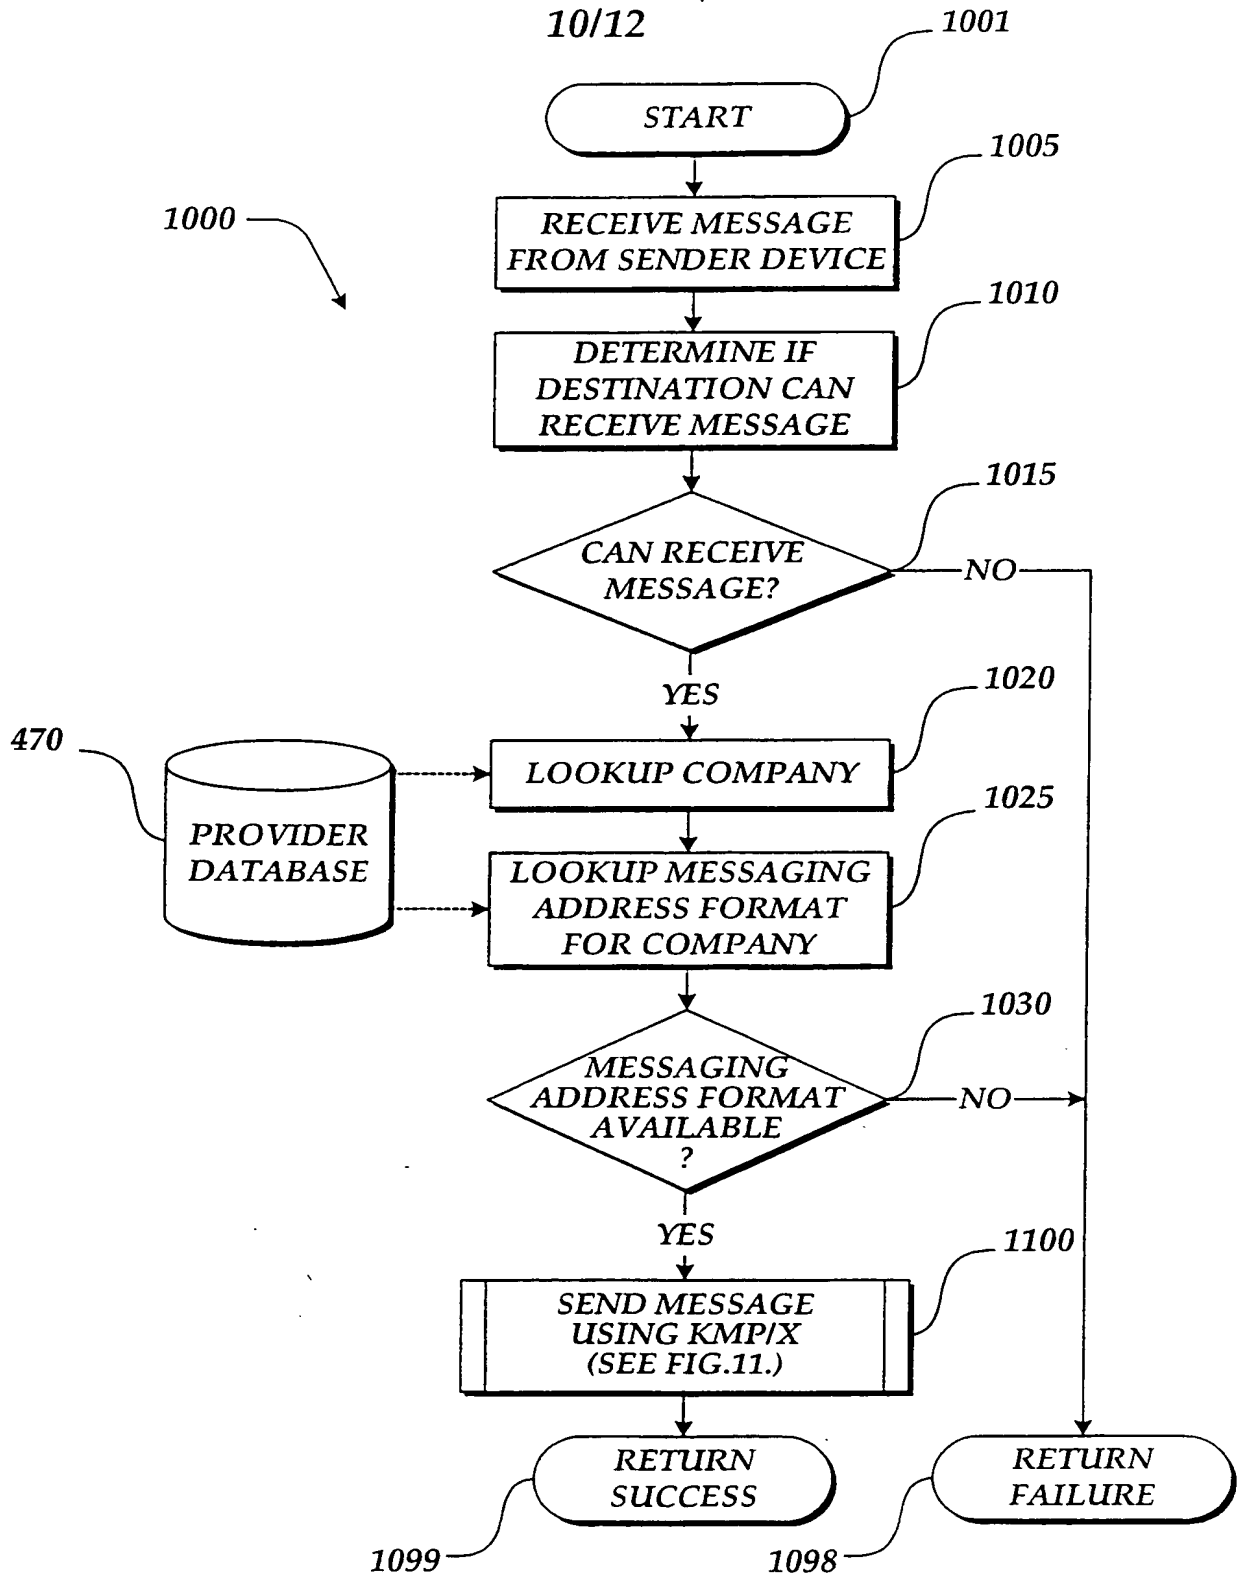 10/12
1001
START
1005
1000
RECEIVE MESSAGE
FROM SENDER DEVICE
1010
DETERMINE IF
DESTINATION CAN
RECEIVE MESSAGE
1015
CAN RECEIVE
MESSAGE?
NO
YES
1020
470
LOOKUP COMPANY
1025
PROVIDER
DATABASE
LOOKUP MESSAGING
ADDRESS FORMAT
FOR COMPANY
1030
MESSAGING
ADDRESS FORMAT
AVAILABLE
?
NO
YES
1100
SEND MESSAGE
USING KMP/X
(SEE FIG.11.)
RETURN
SUCCESS
RETURN
FAILURE
1099
1098